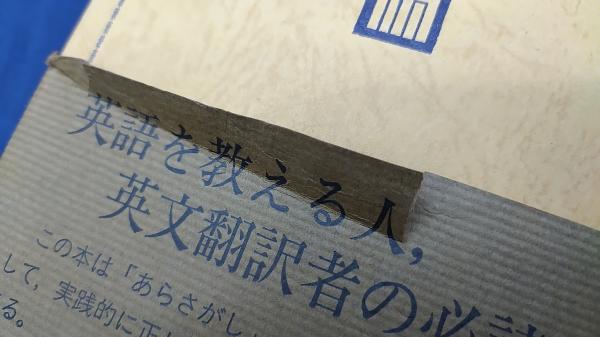 英語を教える人,
英文翻訳者の必
この本は「あらさがし
して,実践的に正し
る。